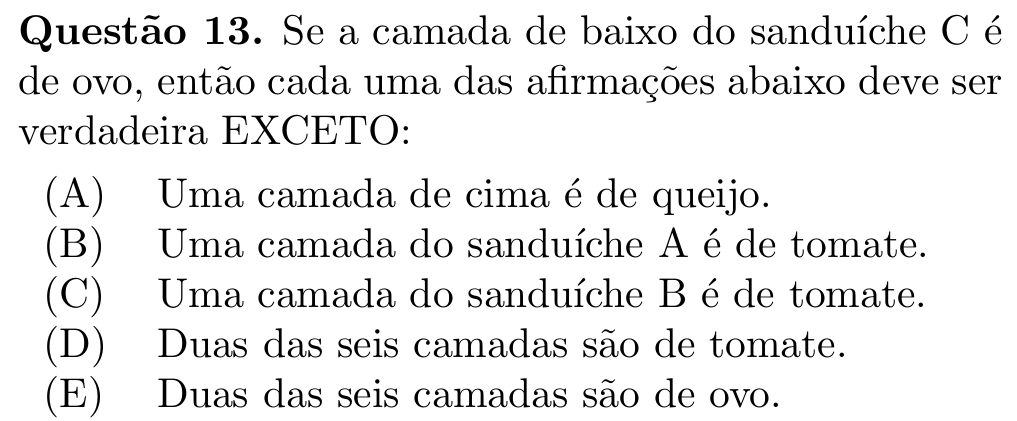 Questão 13. Se a camada de baixo do sanduíche C é
de ovo, então cada uma das afirmações abaixo deve ser
verdadeira EXCETO:
(A) Uma camada de cima é de queijo.
(B) Uma camada do sanduíche A é de tomate.
(C) Uma camada do sanduíche B é de tomate.
(D) Duas das seis camadas são de tomate.
(E) Duas das seis camadas são de ovo.